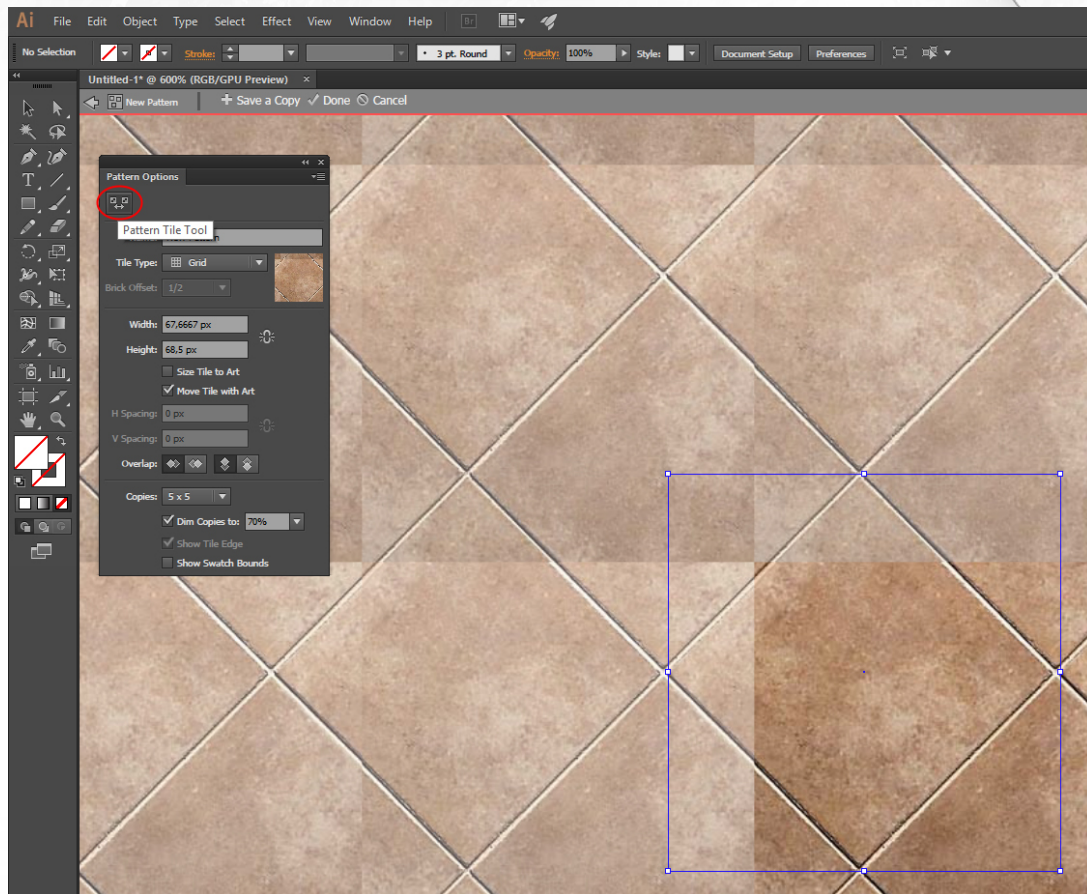 Ai File Edit Object Type Select Effect View Window Help Br
No Selection Stroke: 3 pt. Round Opacity: 100% Style: Document Setup Preferences
Untitled-1* @ 600% (RGB/GPU Preview) ×
New Pattern + Save a Copy Done Cancel
Pattern Options
Pattern Tile Tool
Tile Type: Grid
Brick Offset: 1/2
Width: 67,6667 px
Height: 68,5 px
Size Tile to Art
Move Tile with Art
H Spacing: 0 px
V Spacing: 0 px
Overlap:
Copies: 5 x 5
Dim Copies to: 70%
Show Tile Edge
Show Swatch Bounds